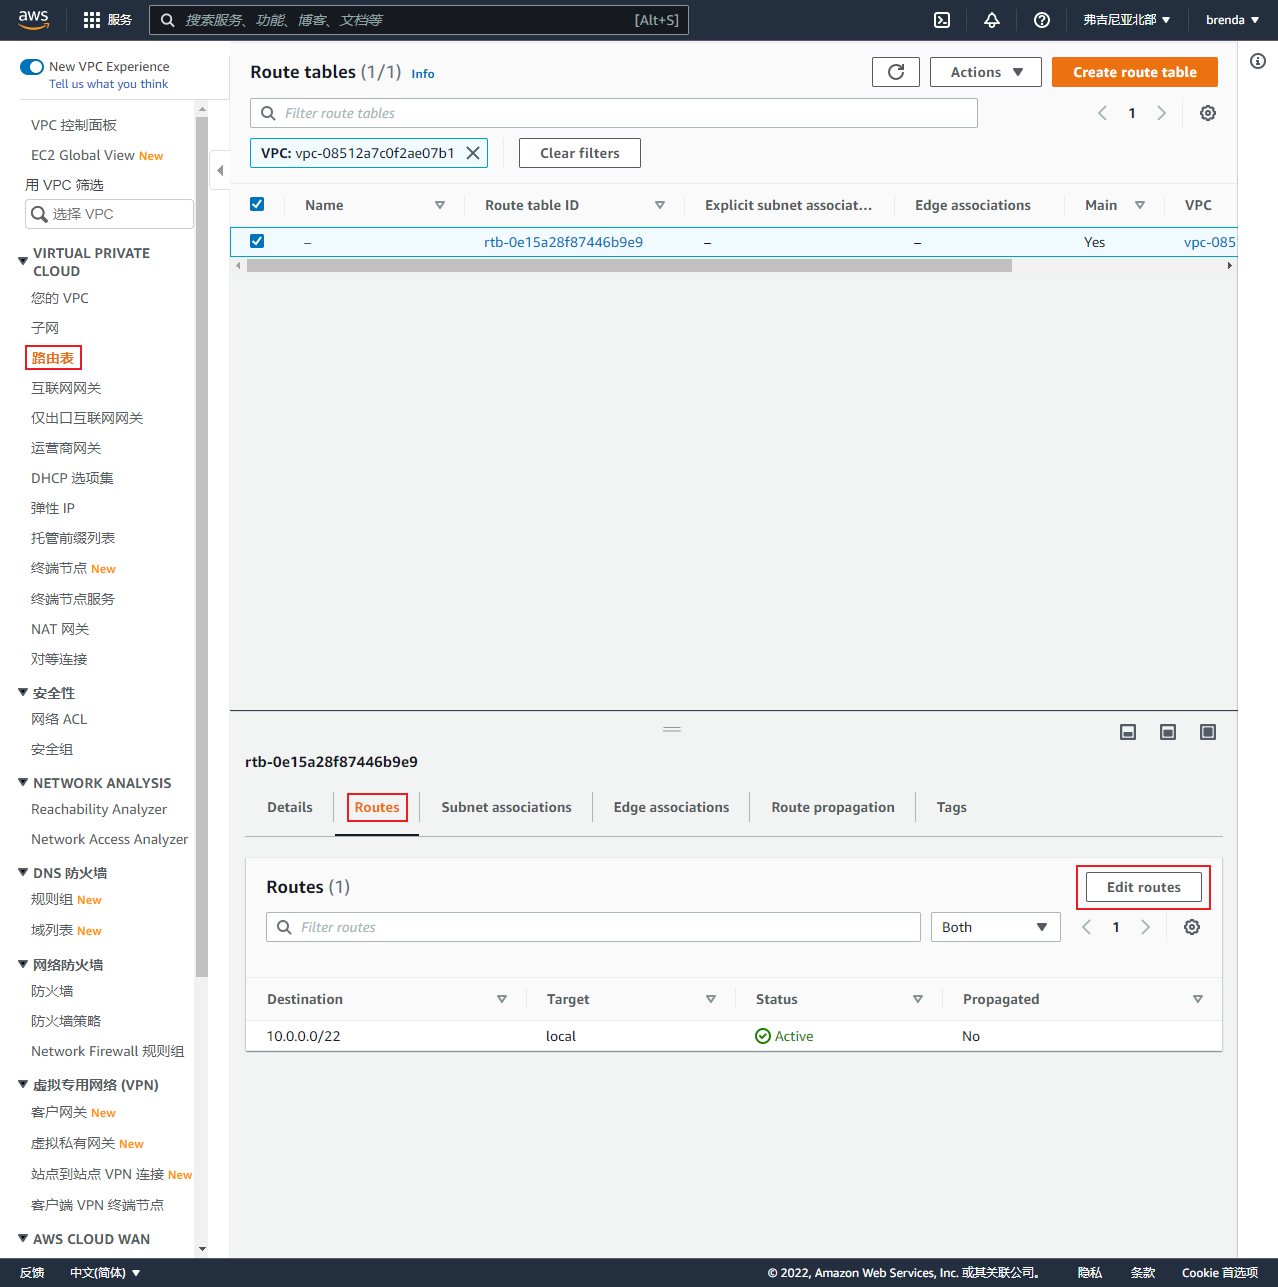 aws
服务
搜索服务、功能、博客、文档等
[Alt+S]
弗吉尼亚北部
brenda
New VPC Experience
Tell us what you think
VPC 控制面板
EC2 Global View New
用 VPC 筛选
选择 VPC
VIRTUAL PRIVATE
CLOUD
您的 VPC
子网
路由表
互联网网关
仅出口互联网网关
运营商网关
DHCP 选项集
弹性 IP
托管前缀列表
终端节点 New
终端节点服务
NAT 网关
对等连接
安全性
网络 ACL
安全组
NETWORK ANALYSIS
Reachability Analyzer
Network Access Analyzer
DNS 防火墙
规则组 New
域列表 New
网络防火墙
防火墙
防火墙策略
Network Firewall 规则组
虚拟专用网络 (VPN)
客户网关 New
虚拟私有网关 New
站点到站点 VPN 连接 New
客户端 VPN 终端节点
AWS CLOUD WAN
Route tables (1/1) Info
Actions
Create route table
Filter route tables
1
VPC: vpc-08512a7c0f2ae07b1
Clear filters
Name Route table ID Explicit subnet associat... Edge associations Main VPC
– rtb-0e15a28f87446b9e9 – – Yes vpc-085
rtb-0e15a28f87446b9e9
Details Routes Subnet associations Edge associations Route propagation Tags
Routes (1)
Edit routes
Filter routes
Both
1
Destination Target Status Propagated
10.0.0.0/22 local Active No
反馈
中文(简体)
© 2022, Amazon Web Services, Inc. 或其关联公司。
隐私
条款
Cookie 首选项